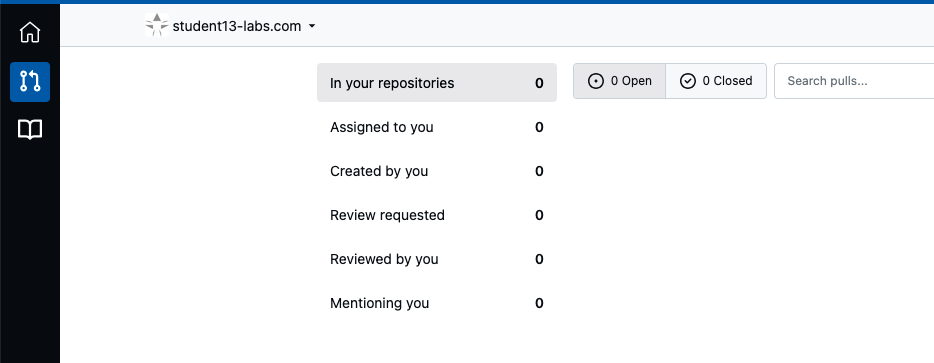 student13-labs.com
In your repositories 0
Assigned to you 0
Created by you 0
Review requested 0
Reviewed by you 0
Mentioning you 0
0 Open
0 Closed
Search pulls...